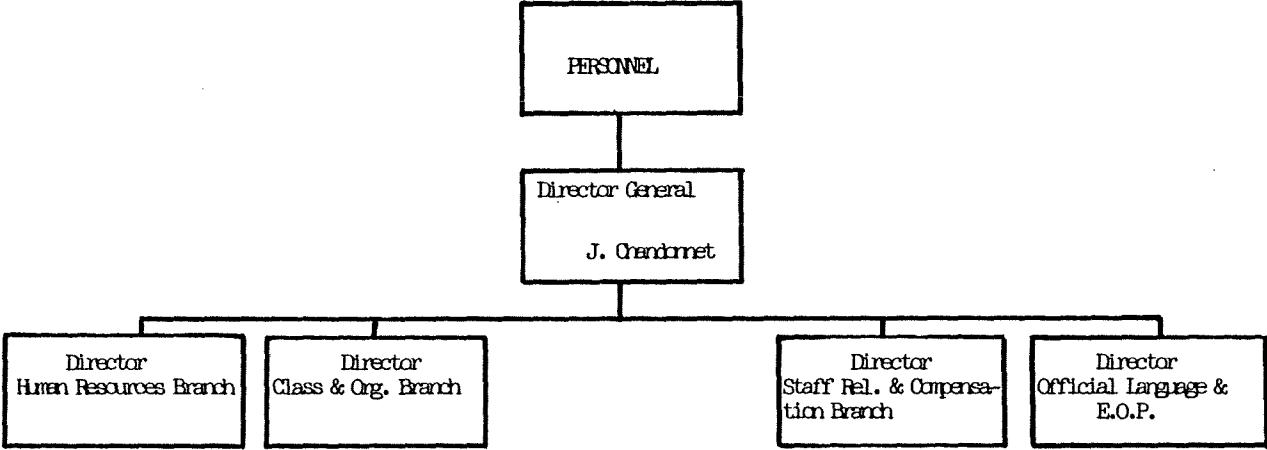 PERSONNEL
Director General
J. Chandonnet
Director
Human Resources Branch
Director
Class & Org. Branch
Director
Staff Rel. & Compensa-
tion Branch
Director
Official Language &
E.O.P.